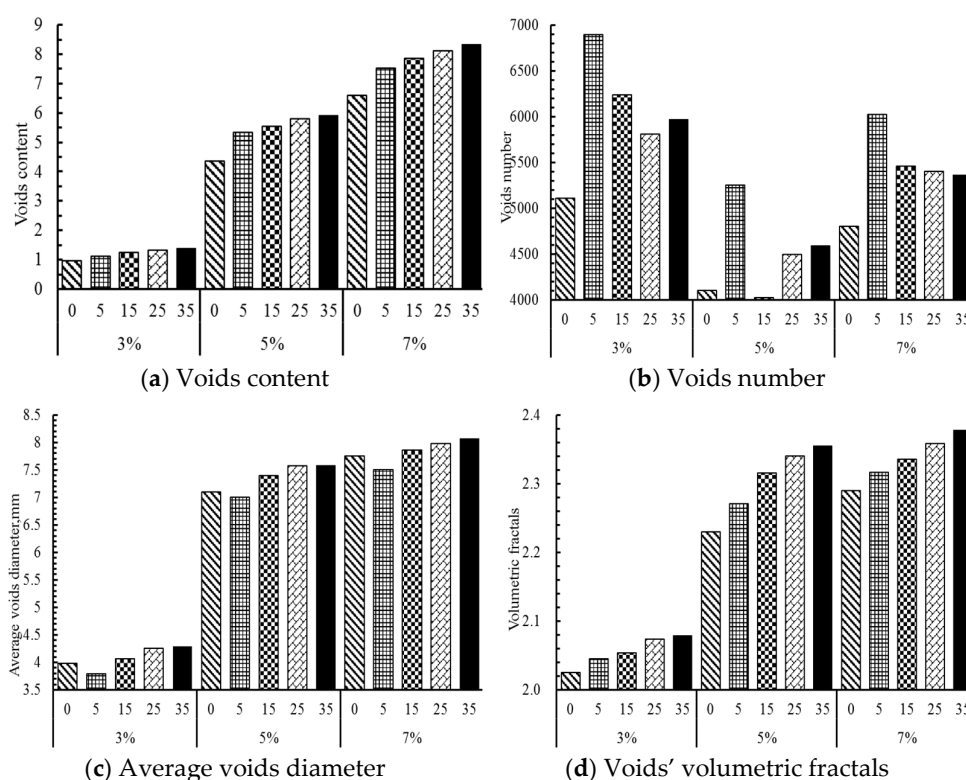 9
8
7
6
5
4
3
2
1
0
Voids content
0 5 15 25 35 0 5 15 25 35 0 5 15 25 35
3% 5% 7%
(a) Voids content
7000
6500
6000
5500
5000
4500
4000
Voids number
0 5 15 25 35 0 5 15 25 35 0 5 15 25 35
3% 5% 7%
(b) Voids number
8.5
8
7.5
7
6.5
6
5.5
5
4.5
4
3.5
Average voids diameter,mm
0 5 15 25 35 0 5 15 25 35 0 5 15 25 35
3% 5% 7%
(c) Average voids diameter
2.4
2.3
2.2
2.1
2.0
Volumetric fractals
0 5 15 25 35 0 5 15 25 35 0 5 15 25 35
3% 5% 7%
(d) Voids’ volumetric fractals